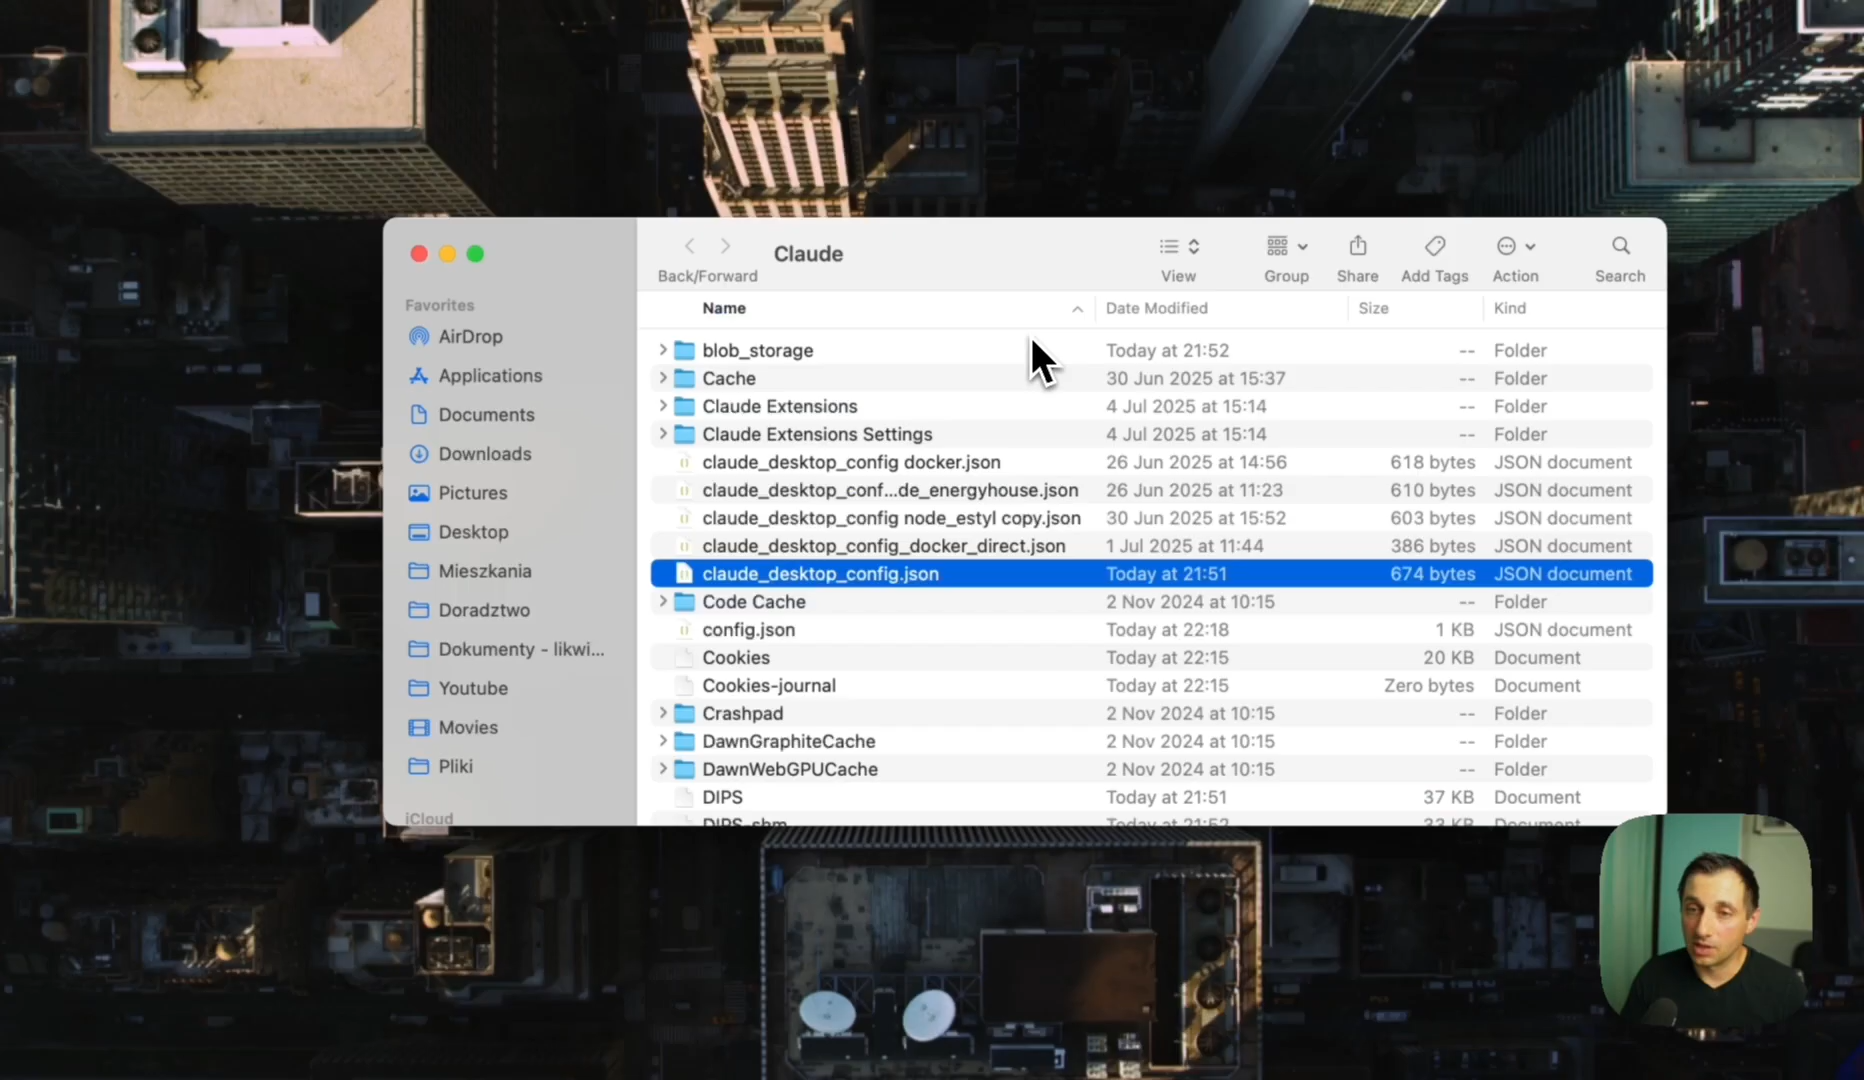 Claude
Back/Forward
View
Group
Share
Add Tags
Action
Search
Favorites
AirDrop
Applications
Documents
Downloads
Pictures
Desktop
Mieszkania
Doradztwo
Dokumenty - likwi...
Youtube
Movies
Pliki
iCloud
Name Date Modified Size Kind
blob_storage Today at 21:52 -- Folder
Cache 30 Jun 2025 at 15:37 -- Folder
Claude Extensions 4 Jul 2025 at 15:14 -- Folder
Claude Extensions Settings 4 Jul 2025 at 15:14 -- Folder
claude_desktop_config docker.json 26 Jun 2025 at 14:56 618 bytes JSON document
claude_desktop_conf...de_energyhouse.json 26 Jun 2025 at 11:23 610 bytes JSON document
claude_desktop_config node_estyl copy.json 30 Jun 2025 at 15:52 603 bytes JSON document
claude_desktop_config_docker_direct.json 1 Jul 2025 at 11:44 386 bytes JSON document
claude_desktop_config.json Today at 21:51 674 bytes JSON document
Code Cache 2 Nov 2024 at 10:15 -- Folder
config.json Today at 22:18 1 KB JSON document
Cookies Today at 22:15 20 KB Document
Cookies-journal Today at 22:15 Zero bytes Document
Crashpad 2 Nov 2024 at 10:15 -- Folder
DawnGraphiteCache 2 Nov 2024 at 10:15 -- Folder
DawnWebGPUCache 2 Nov 2024 at 10:15 -- Folder
DIPS Today at 21:51 37 KB Document
DIPS-shm Today at 21:52 33 KB Document